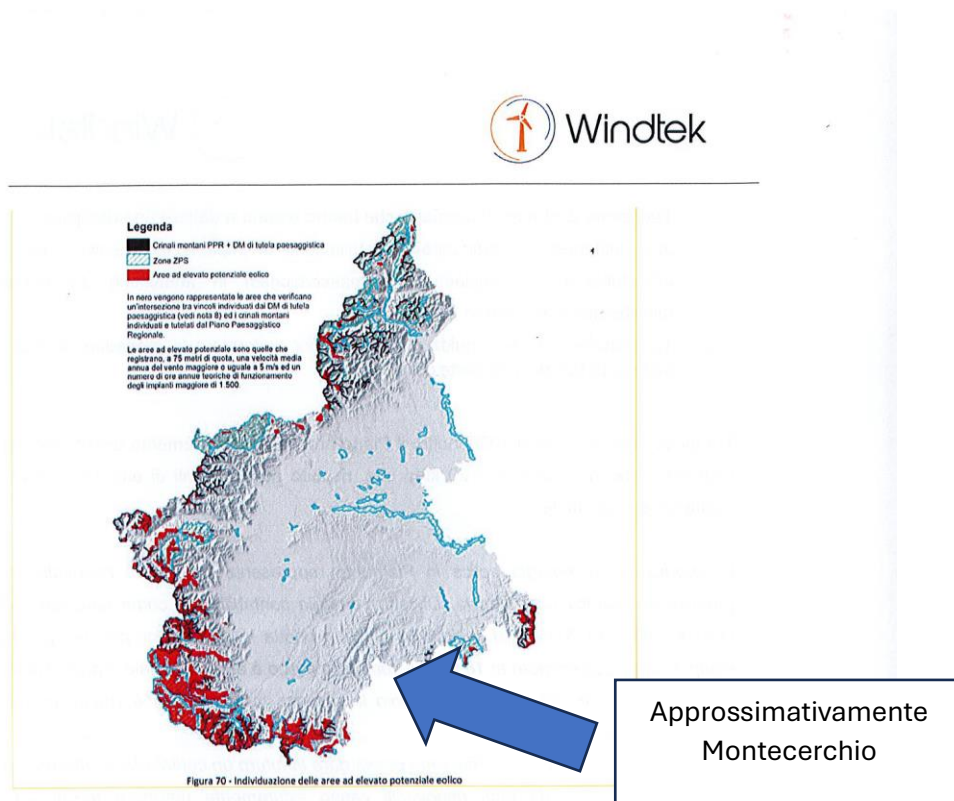 Windtek
Legenda
Crinali montani PPR + DM di tutela paesaggistica
Zone ZPS
Aree ad elevato potenziale eolico
In nero vengono rappresentate le aree che verificano
un'intersezione tra vincoli individuati dai DM di tutela
paesaggistica (vedi nota 8) ed i crinali montani
individuati e tutelati dal Piano Paesaggistico
Regionale.
Le aree ad elevato potenziale sono quelle che
registrano, a 75 metri di quota, una velocità media
annua del vento maggiore o uguale a 5 m/s ed un
numero di ore annue teoriche di funzionamento
degli impianti maggiore di 1.500.
Approssimativamente
Montecerchio
Figura 70 - Individuazione delle aree ad elevato potenziale eolico